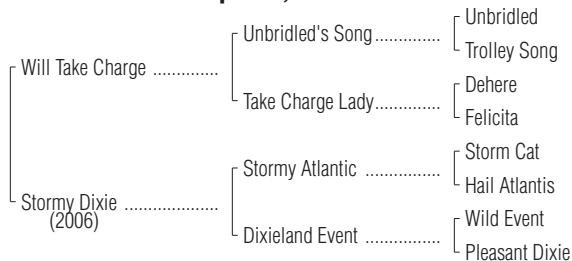 Unbridled
Unbridled's Song...............
Trolley Song
Will Take Charge ..............
Dehere
Take Charge Lady...............
Felicita
Storm Cat
Stormy Atlantic .................
Hail Atlantis
Stormy Dixie ....................
(2006)
Wild Event
Dixieland Event .................
Pleasant Dixie